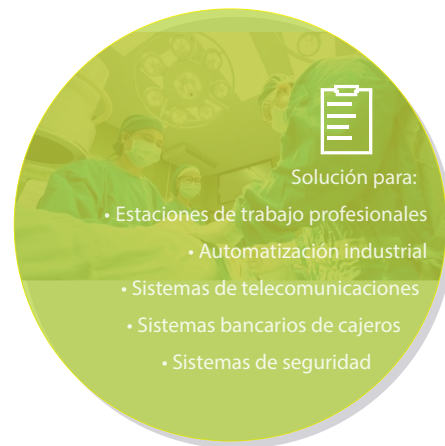 Solución para:
• Estaciones de trabajo profesionales
• Automatización industrial
• Sistemas de telecomunicaciones
• Sistemas bancarios de cajeros
• Sistemas de seguridad